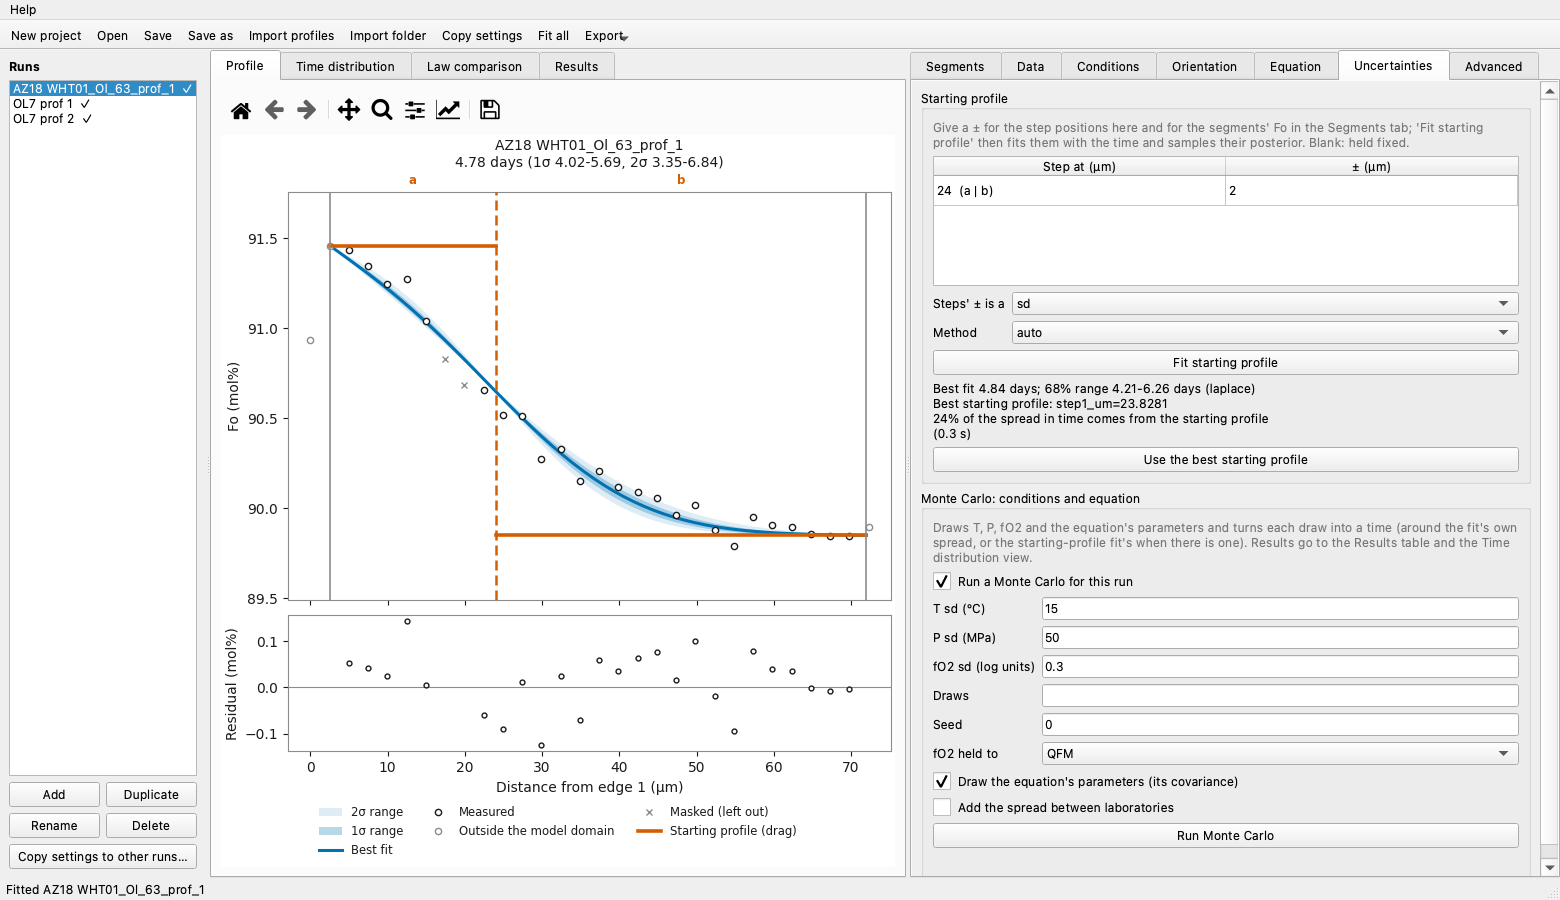 Help
New project Open Save Save as Import profiles Import folder Copy settings Fit all Export
Runs
AZ18 WHT01_Ol_63_prof_1 ✓
OL7 prof 1 ✓
OL7 prof 2 ✓
Add Duplicate
Rename Delete
Copy settings to other runs...
Profile Time distribution Law comparison Results
AZ18 WHT01_Ol_63_prof_1
4.78 days (1σ 4.02-5.69, 2σ 3.35-6.84)
a b
Fo (mol%)
91.5
91.0
90.5
90.0
89.5
Residual (mol%)
0.1
0.0
−0.1
0 10 20 30 40 50 60 70
Distance from edge 1 (µm)
2σ range Measured Masked (left out)
1σ range Outside the model domain Starting profile (drag)
Best fit
Segments Data Conditions Orientation Equation Uncertainties Advanced
Starting profile
Give a ± for the step positions here and for the segments' Fo in the Segments tab; 'Fit starting
profile' then fits them with the time and samples their posterior. Blank: held fixed.
Step at (µm) ± (µm)
24 (a | b) 2
Steps' ± is a sd
Method auto
Fit starting profile
Best fit 4.84 days; 68% range 4.21-6.26 days (laplace)
Best starting profile: step1_um=23.8281
24% of the spread in time comes from the starting profile
(0.3 s)
Use the best starting profile
Monte Carlo: conditions and equation
Draws T, P, fO2 and the equation's parameters and turns each draw into a time (around the fit's own
spread, or the starting-profile fit's when there is one). Results go to the Results table and the Time
distribution view.
Run a Monte Carlo for this run
T sd (°C) 15
P sd (MPa) 50
fO2 sd (log units) 0.3
Draws
Seed 0
fO2 held to QFM
Draw the equation's parameters (its covariance)
Add the spread between laboratories
Run Monte Carlo
Fitted AZ18 WHT01_Ol_63_prof_1